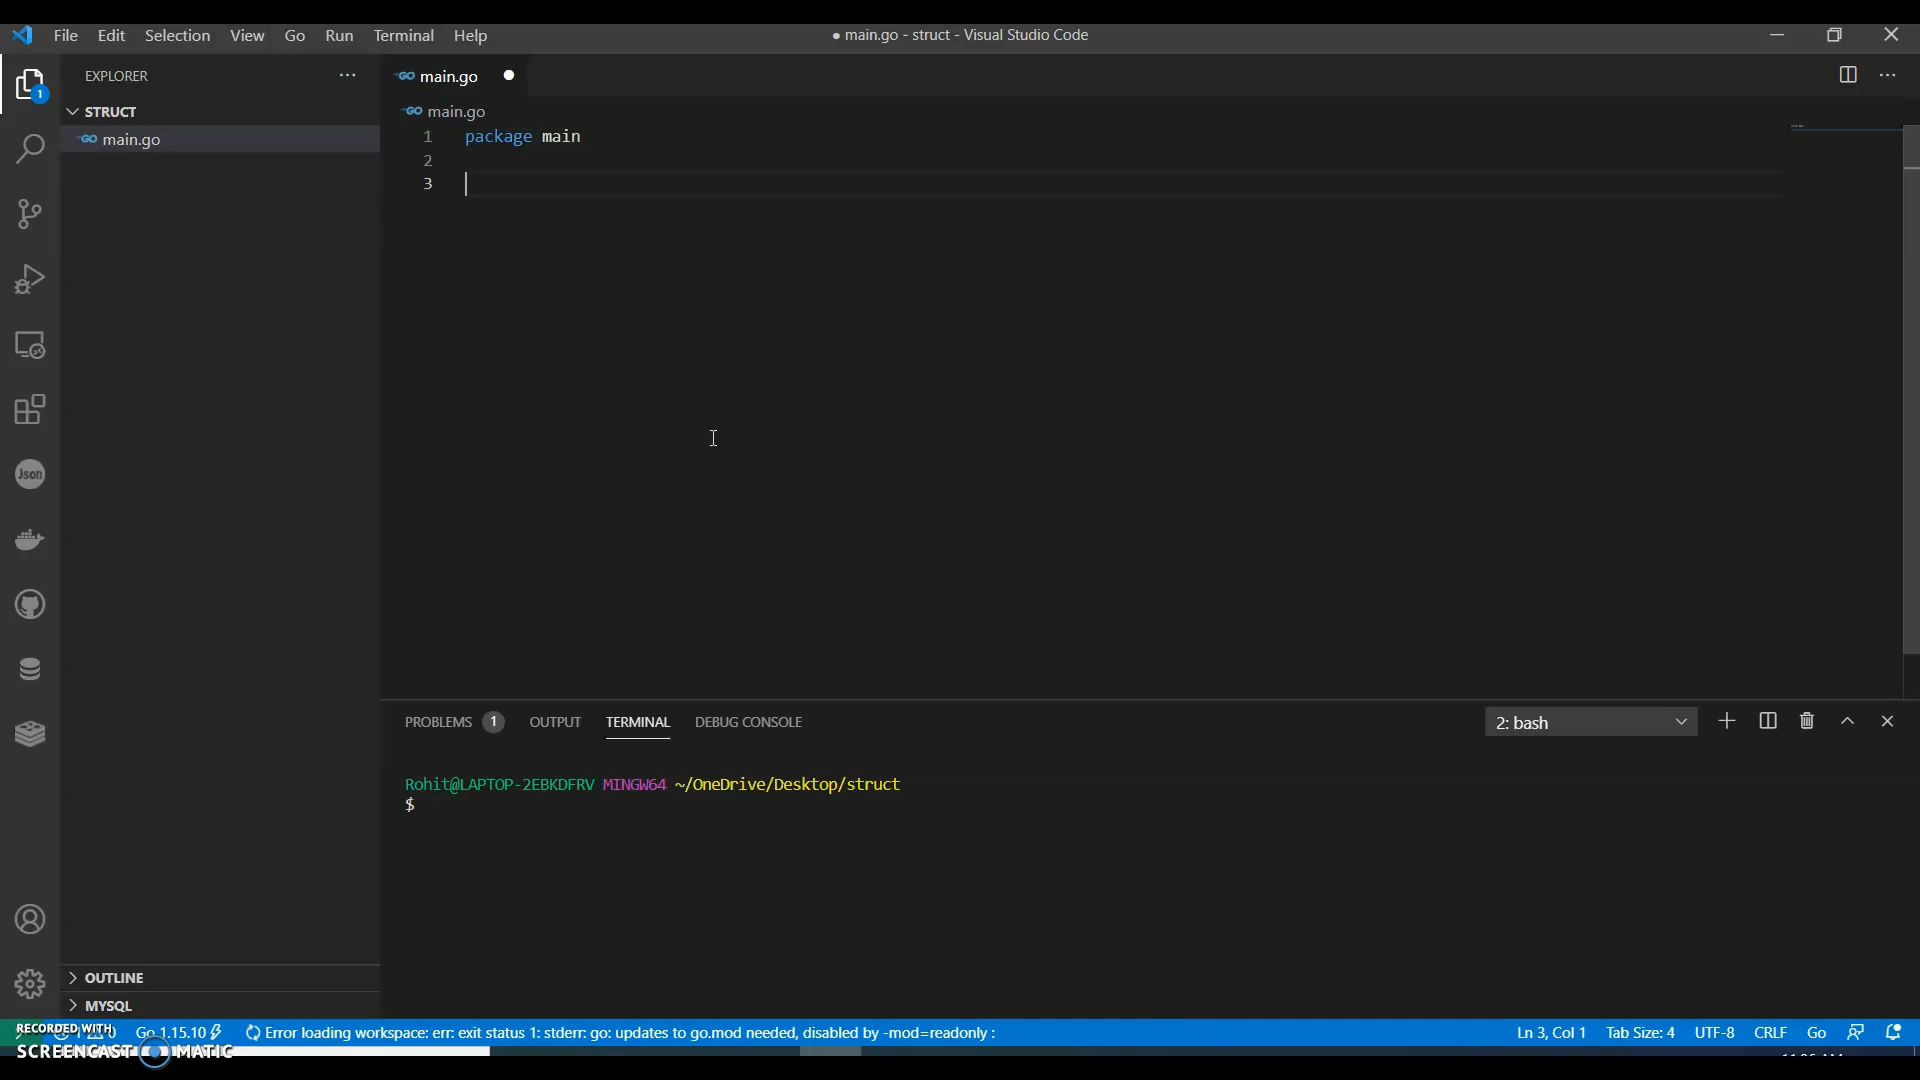 File Edit Selection View Go Run Terminal Help
● main.go - struct - Visual Studio Code
EXPLORER
1
STRUCT
main.go
main.go
main.go
1 package main
2
3
Json
PROBLEMS 1 OUTPUT TERMINAL DEBUG CONSOLE
2: bash
Rohit@LAPTOP-2EBKDFRV MINGW64 ~/OneDrive/Desktop/struct
$
OUTLINE
MYSQL
Go 1.15.10 Error loading workspace: err: exit status 1: stderr: go: updates to go.mod needed, disabled by -mod=readonly :
Ln 3, Col 1 Tab Size: 4 UTF-8 CRLF Go
RECORDED WITH
SCREENCAST MATIC